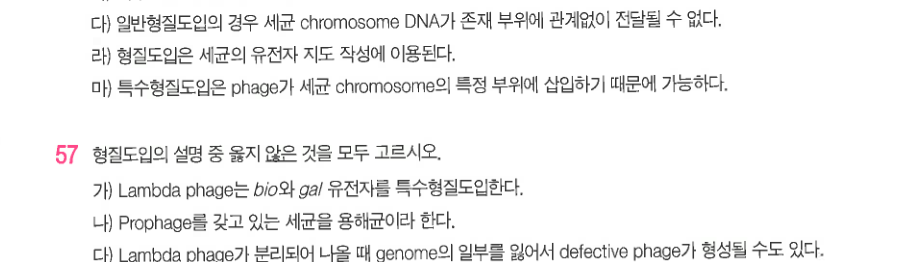 다) 일반형질도입의 경우 세균 chromosome DNA가 존재 부위에 관계없이 전달될 수 없다.
라) 형질도입은 세균의 유전자 지도 작성에 이용된다.
마) 특수형질도입은 phage가 세균 chromosome의 특정 부위에 삽입하기 때문에 가능하다.
57 형질도입의 설명 중 옳지 않은 것을 모두 고르시오.
가) Lambda phage는 bio와 gal 유전자를 특수형질도입한다.
나) Prophage를 갖고 있는 세균을 용해균이라 한다.
다) Lambda phage가 분리되어 나올 때 genome의 일부를 잃어서 defective phage가 형성될 수도 있다.